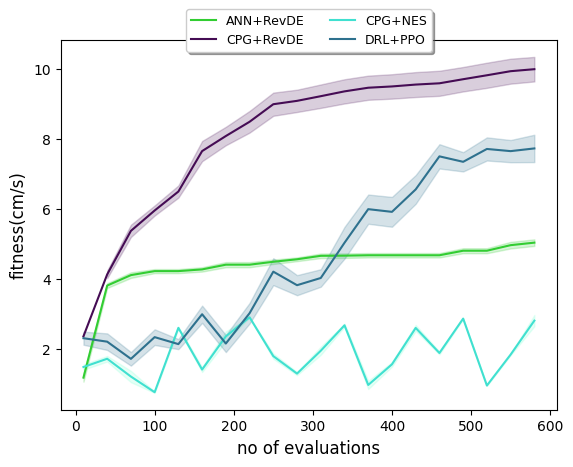 ANN+RevDE CPG+NES
CPG+RevDE DRL+PPO
10
8
6
4
2
fitness(cm/s)
0 100 200 300 400 500 600
no of evaluations